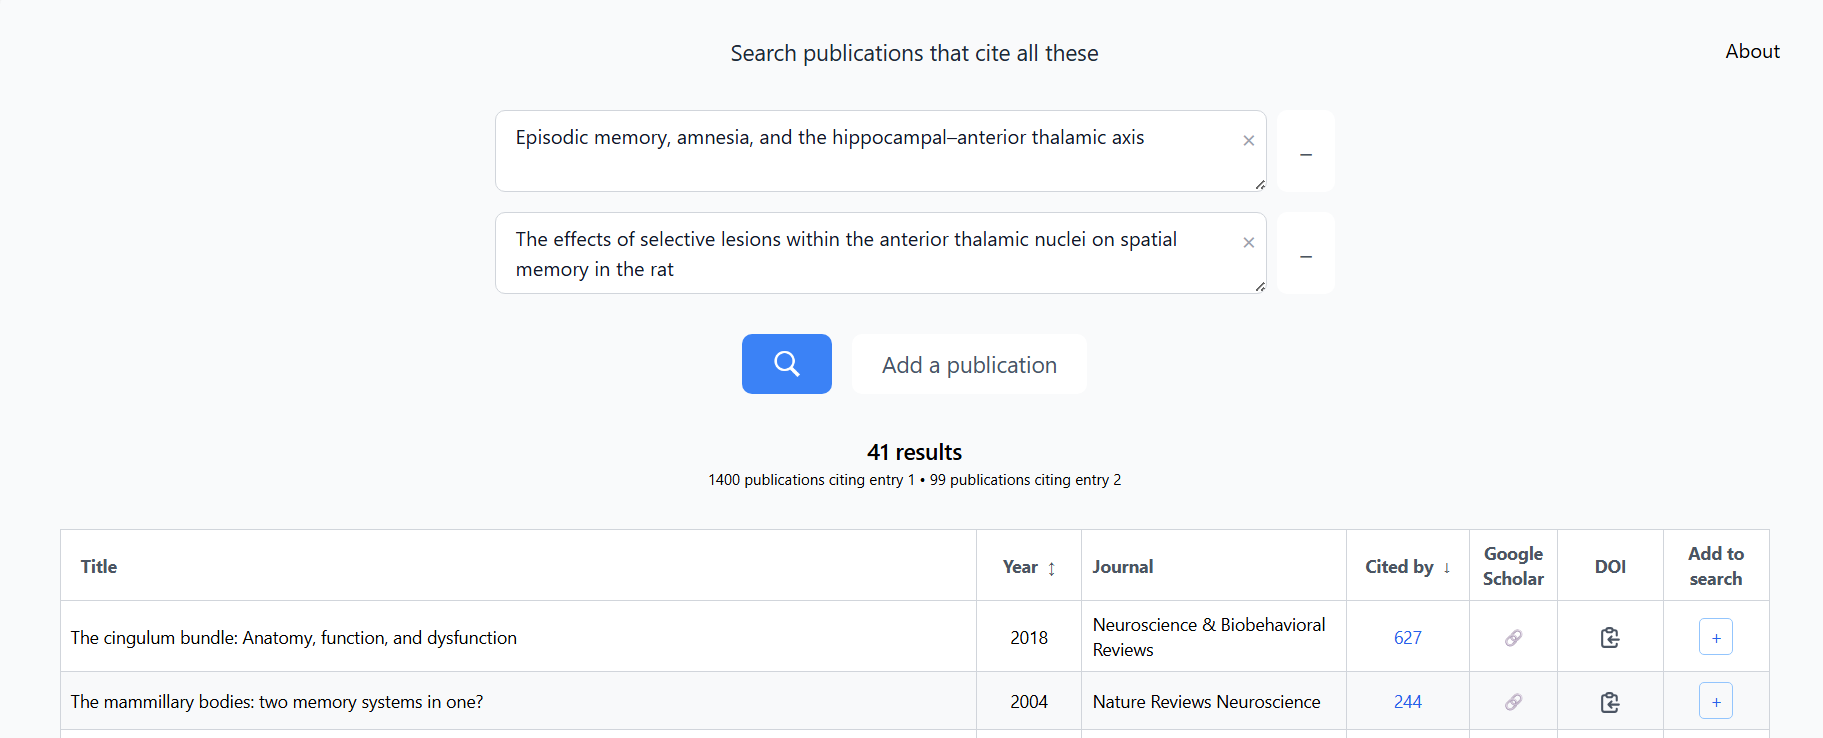 Search publications that cite all these
About
Episodic memory, amnesia, and the hippocampal–anterior thalamic axis
×
–
The effects of selective lesions within the anterior thalamic nuclei on spatial
memory in the rat
×
–
Add a publication
41 results
1400 publications citing entry 1 • 99 publications citing entry 2
Title
Year ↕
Journal
Cited by ↓
Google
Scholar
DOI
Add to
search
The cingulum bundle: Anatomy, function, and dysfunction
2018
Neuroscience & Biobehavioral
Reviews
627
+
The mammillary bodies: two memory systems in one?
2004
Nature Reviews Neuroscience
244
+